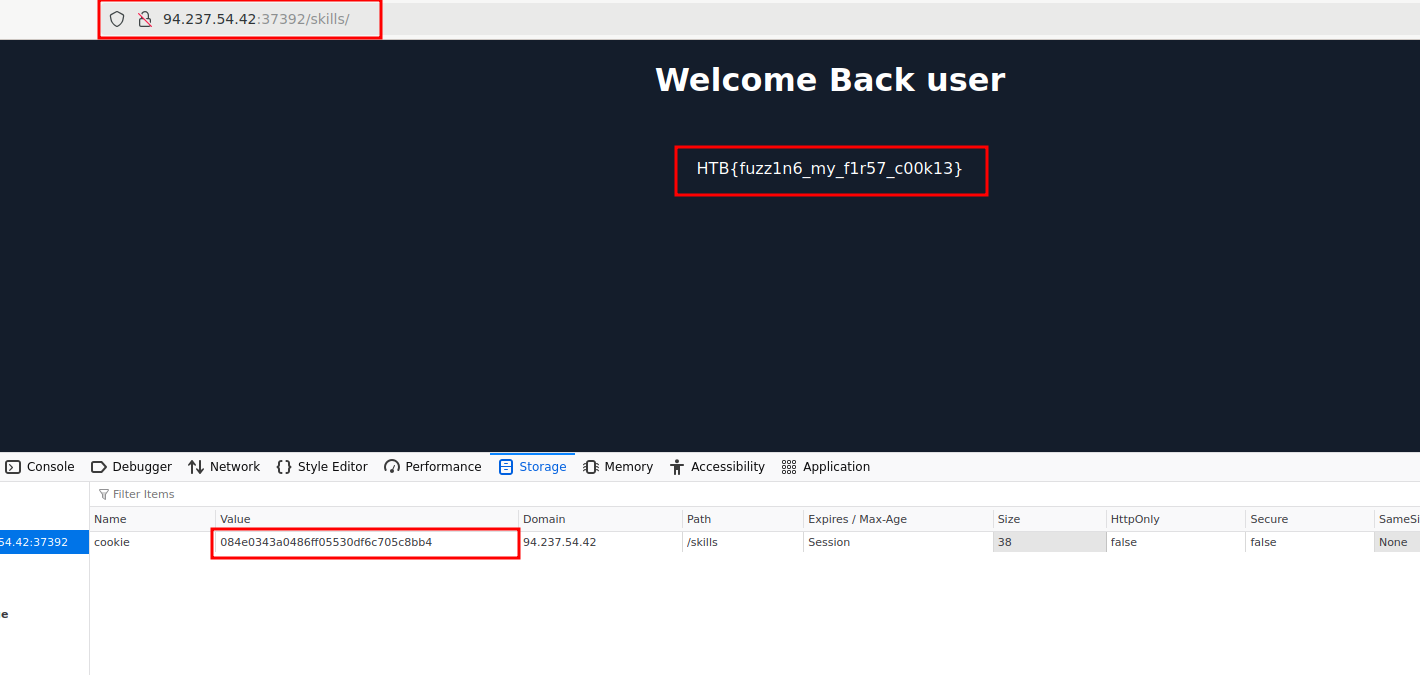 94.237.54.42:37392/skills/
Welcome Back user
HTB{fuzz1n6_my_f1r57_c00k13}
Console Debugger Network Style Editor Performance Storage Memory Accessibility Application
Filter Items
Name Value Domain Path Expires / Max-Age Size HttpOnly Secure SameSi
54.42:37392 cookie 084e0343a0486ff05530df6c705c8bb4 94.237.54.42 /skills Session 38 false false None
e